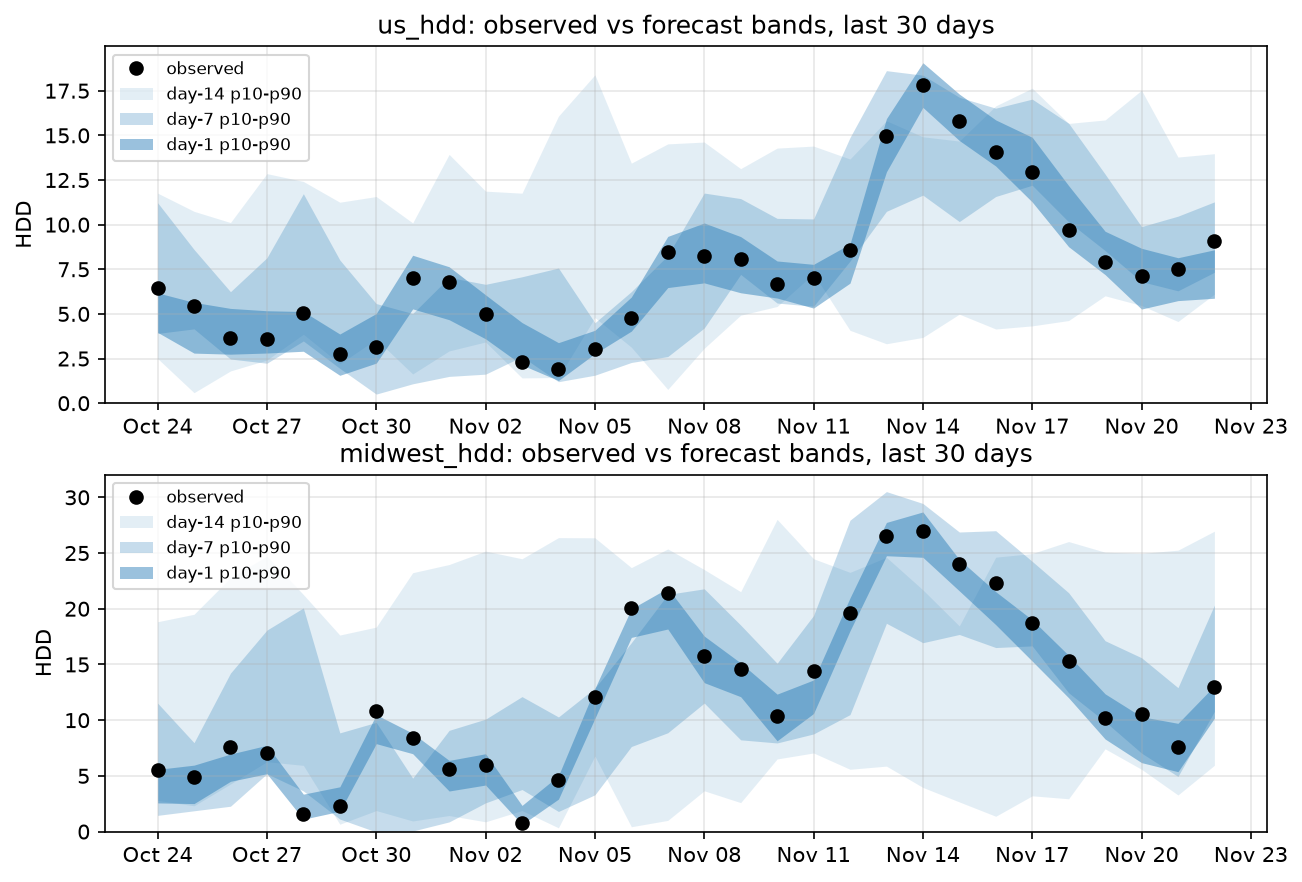 us_hdd: observed vs forecast bands, last 30 days
observed
day-14 p10-p90
day-7 p10-p90
day-1 p10-p90
HDD
17.5
15.0
12.5
10.0
7.5
5.0
2.5
0.0
Oct 24 Oct 27 Oct 30 Nov 02 Nov 05 Nov 08 Nov 11 Nov 14 Nov 17 Nov 20 Nov 23
midwest_hdd: observed vs forecast bands, last 30 days
observed
day-14 p10-p90
day-7 p10-p90
day-1 p10-p90
HDD
30
25
20
15
10
5
0
Oct 24 Oct 27 Oct 30 Nov 02 Nov 05 Nov 08 Nov 11 Nov 14 Nov 17 Nov 20 Nov 23